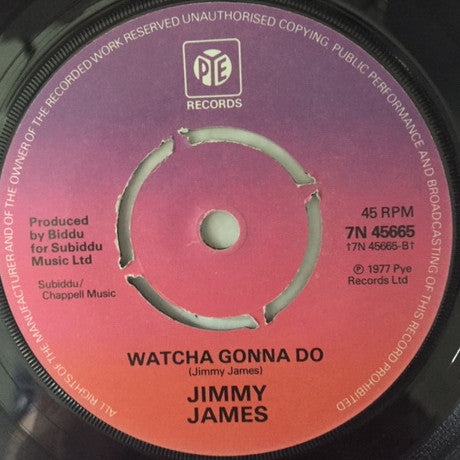 ALL RIGHTS OF THE MANUFACTURER AND OF THE OWNER OF THE RECORDED WORK RESERVED UNAUTHORISED COPYING, PUBLIC PERFORMANCE AND BROADCASTING OF THIS RECORD PROHIBITED
PYE
RECORDS
Produced
by Biddu
for Subiddu
Music Ltd
Subiddu/
Chappell Music
45 RPM
7N 45665
†7N 45665-B†
℗ 1977 Pye
Records Ltd
WATCHA GONNA DO
(Jimmy James)
JIMMY
JAMES